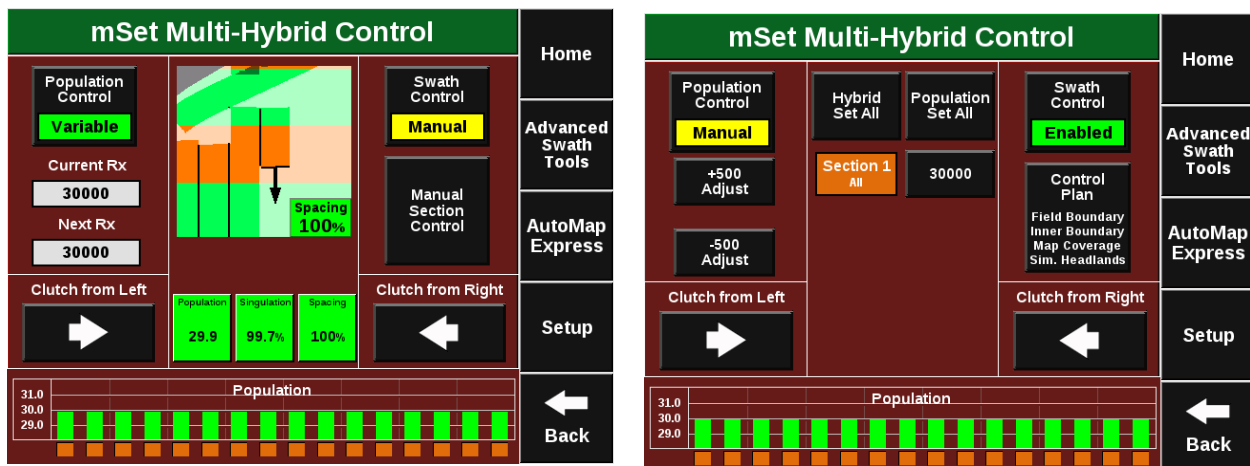 mSet Multi-Hybrid Control
Home
Population
Control
Variable
Current Rx
30000
Next Rx
30000
Spacing
100%
Swath
Control
Manual
Manual
Section
Control
Advanced
Swath
Tools
AutoMap
Express
Clutch from Left
Population
29.9
Singulation
99.7%
Spacing
100%
Clutch from Right
Setup
Population
31.0
30.0
29.0
Back
mSet Multi-Hybrid Control
Home
Population
Control
Manual
+500
Adjust
-500
Adjust
Hybrid
Set All
Population
Set All
Section 1
All
30000
Swath
Control
Enabled
Control
Plan
Field Boundary
Inner Boundary
Map Coverage
Sim. Headlands
Advanced
Swath
Tools
AutoMap
Express
Clutch from Left
Clutch from Right
Setup
Population
31.0
30.0
29.0
Back